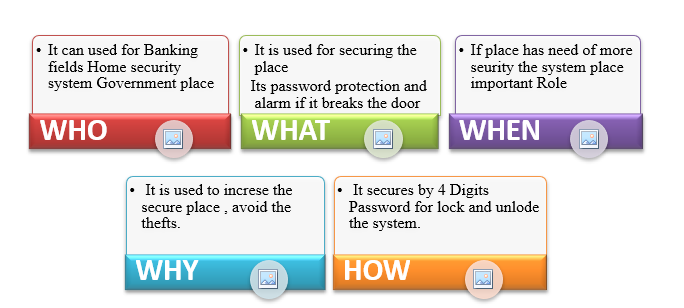 • It can used for Banking
fields Home security
system Government place
WHO
• It is used for securing the
place
Its password protection and
alarm if it breaks the door
WHAT
• If place has need of more
seurity the system place
important Role
WHEN
• It is used to increse the
secure place , avoid the
thefts.
WHY
• It secures by 4 Digits
Password for lock and unlode
the system.
HOW